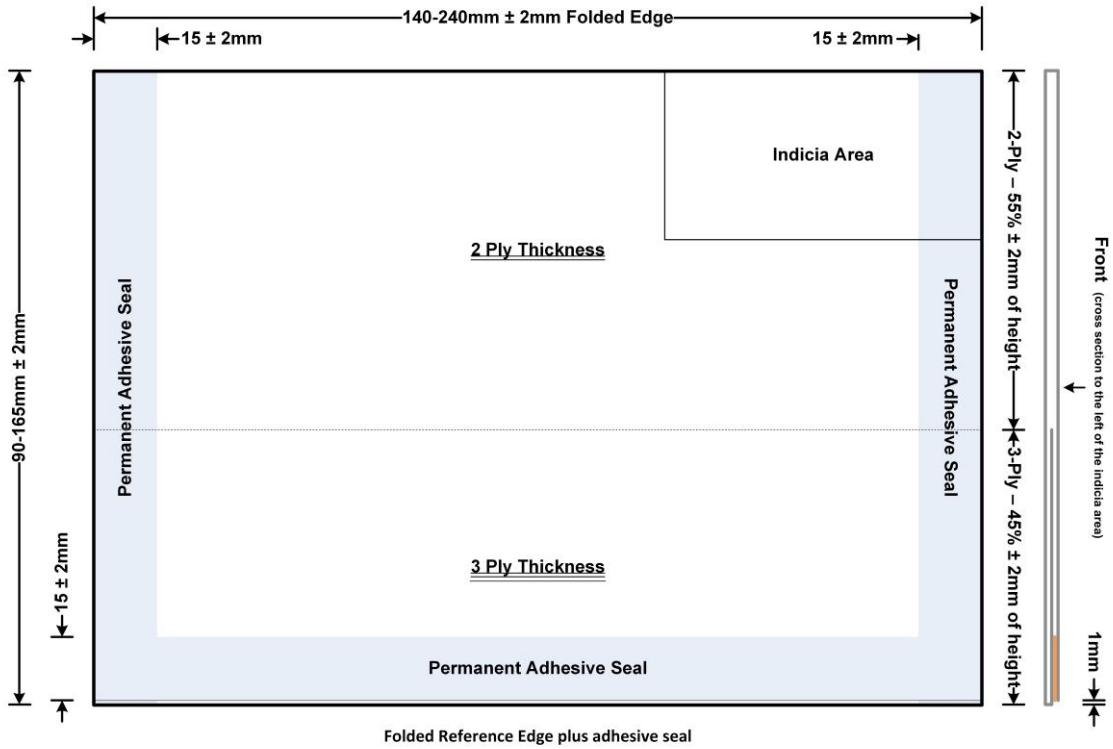 140-240mm ± 2mm Folded Edge
15 ± 2mm
15 ± 2mm
Indicia Area
2 Ply Thickness
Permanent Adhesive Seal
Permanent Adhesive Seal
90-165mm ± 2mm
2-Ply – 55% ± 2mm of height
Front (cross section to the left of the indicia area)
3-Ply – 45% ± 2mm of height
3 Ply Thickness
15 ± 2mm
1mm
Permanent Adhesive Seal
Folded Reference Edge plus adhesive seal